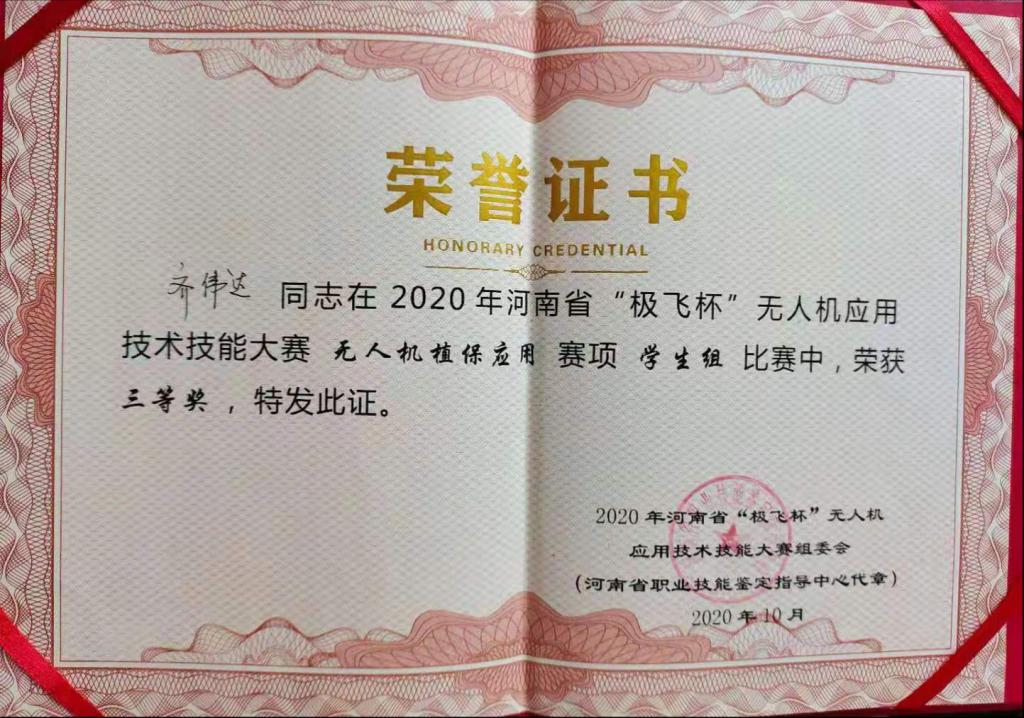 荣誉证书
HONORARY CREDENTIAL
齐伟达 同志在 2020 年河南省“极飞杯”无人机应用
技术技能大赛 无人机植保应用 赛项 学生组 比赛中，荣获
三等奖 ，特发此证。
2020 年河南省“极飞杯”无人机
应用技术技能大赛组委会
（河南省职业技能鉴定指导中心代章）
2020 年 10 月